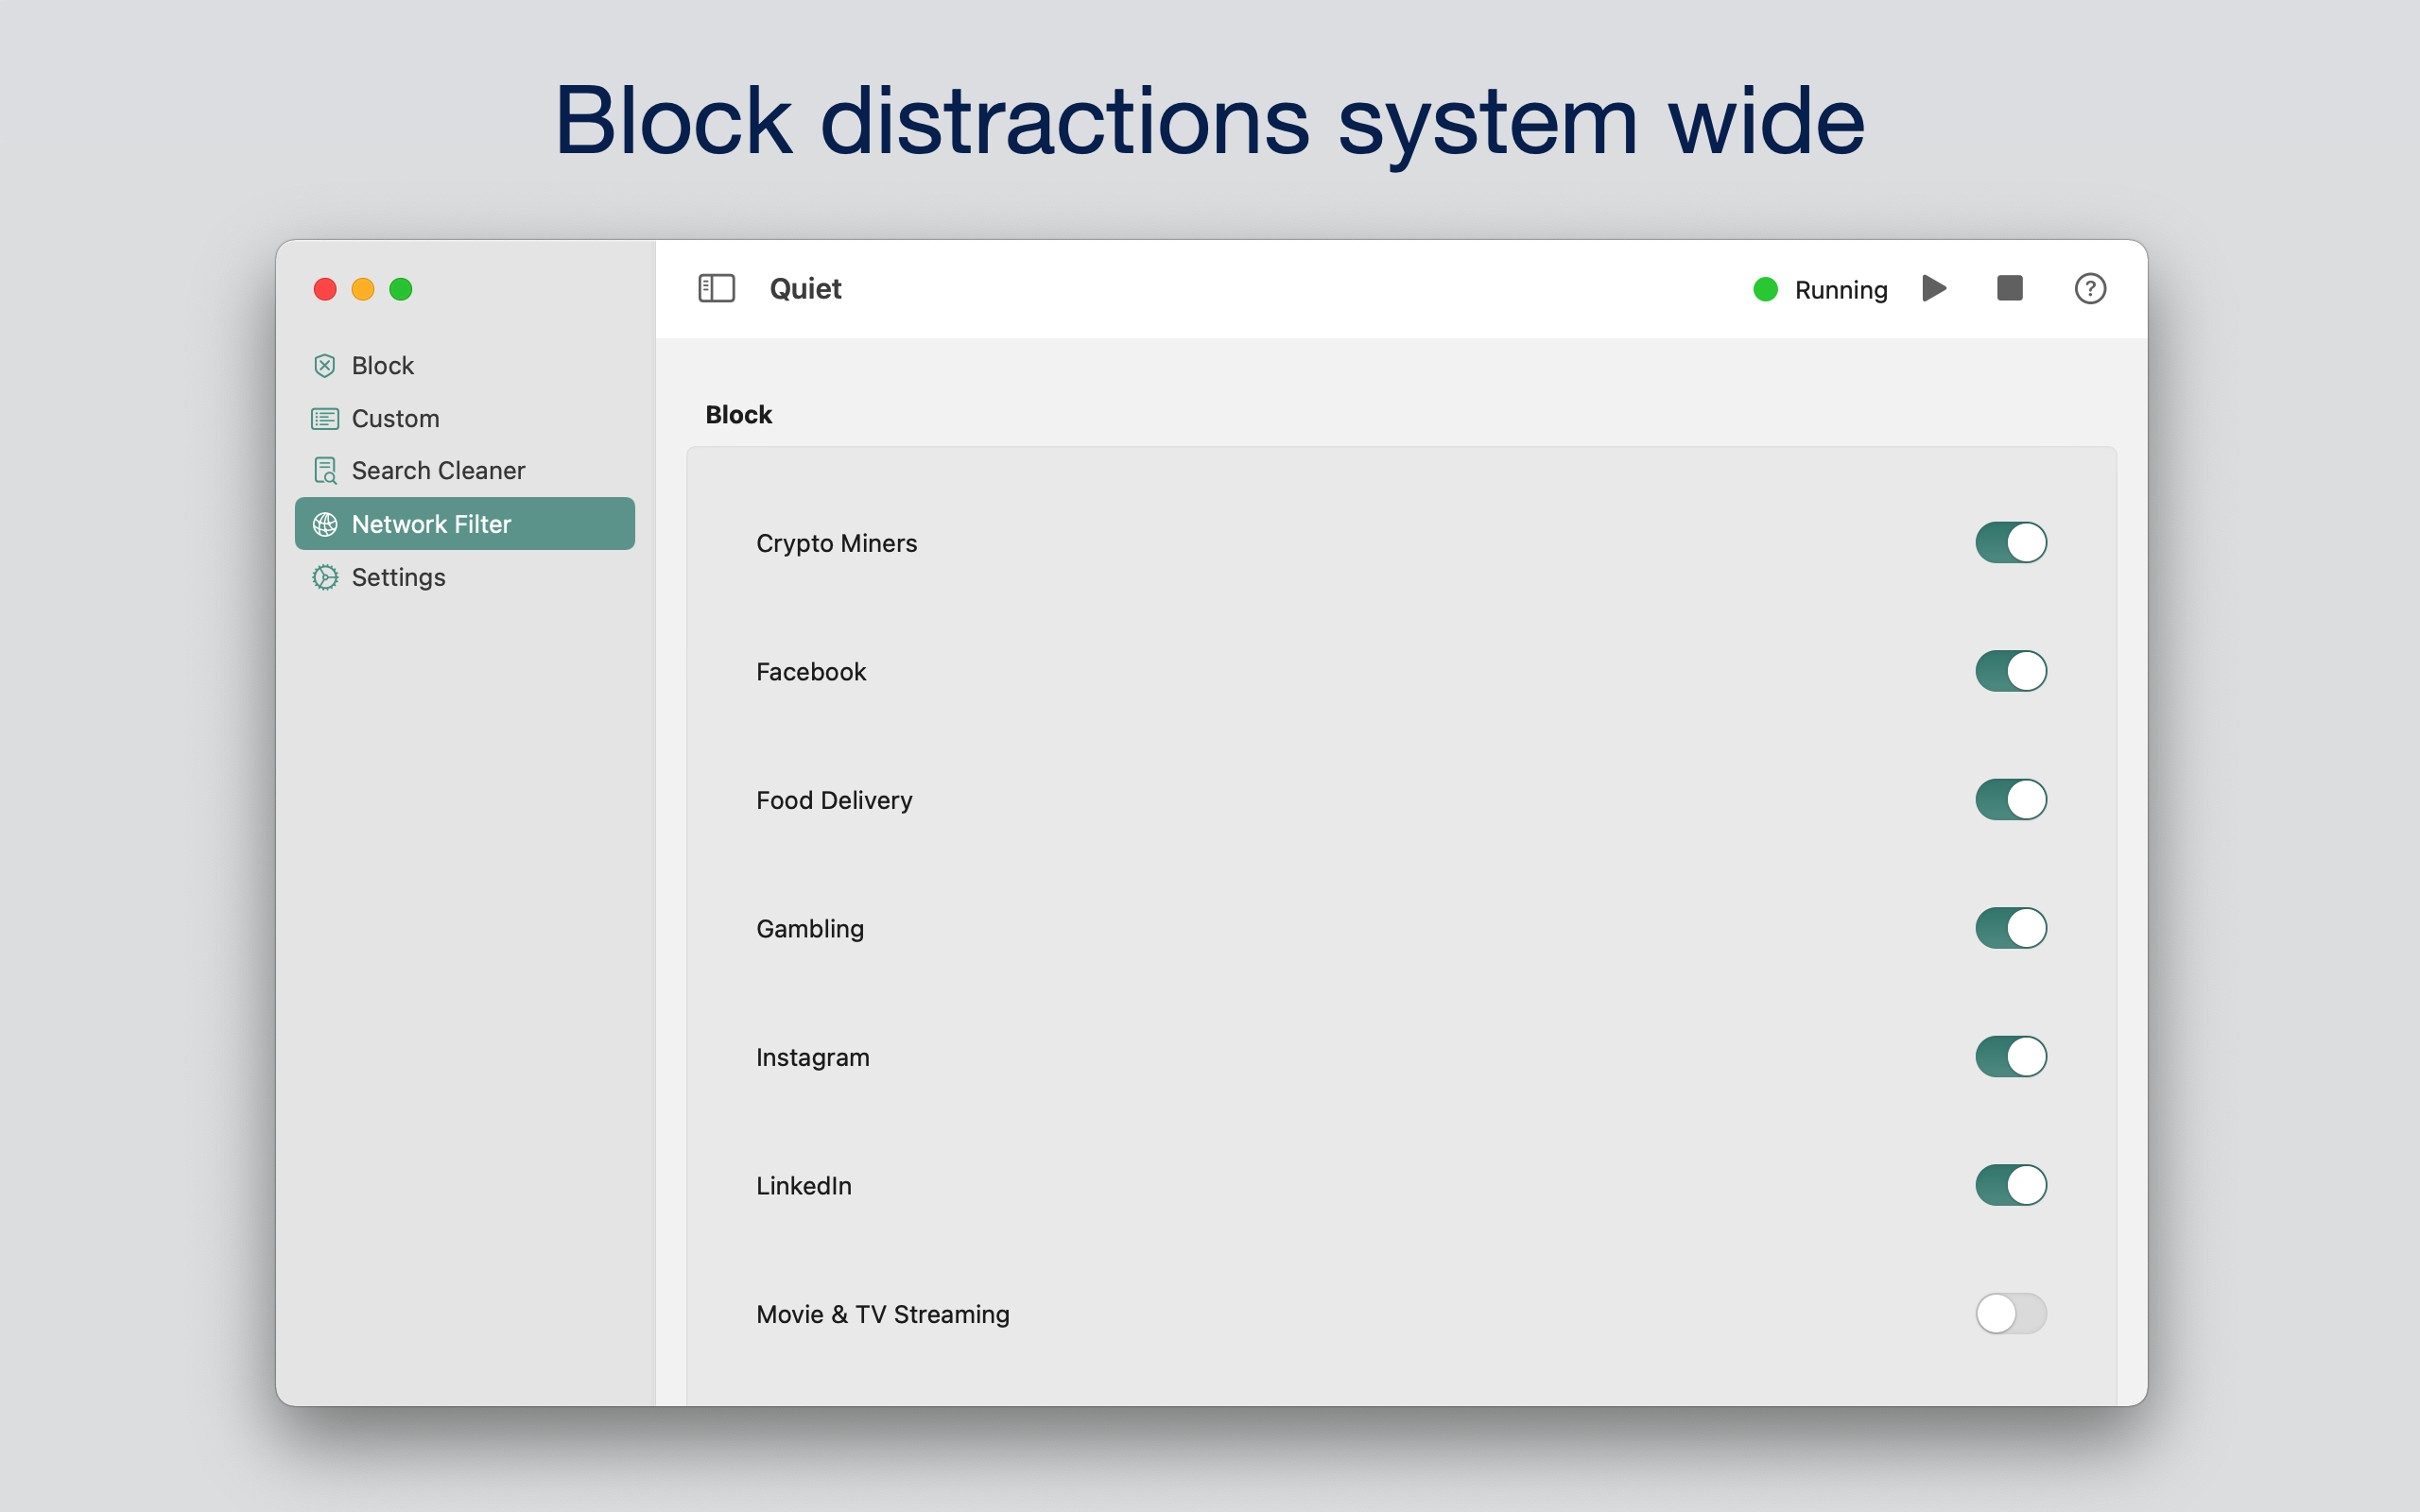 Block distractions system wide
Quiet
Running
?
Block
Custom
Search Cleaner
Network Filter
Settings
Block
Crypto Miners
Facebook
Food Delivery
Gambling
Instagram
LinkedIn
Movie & TV Streaming